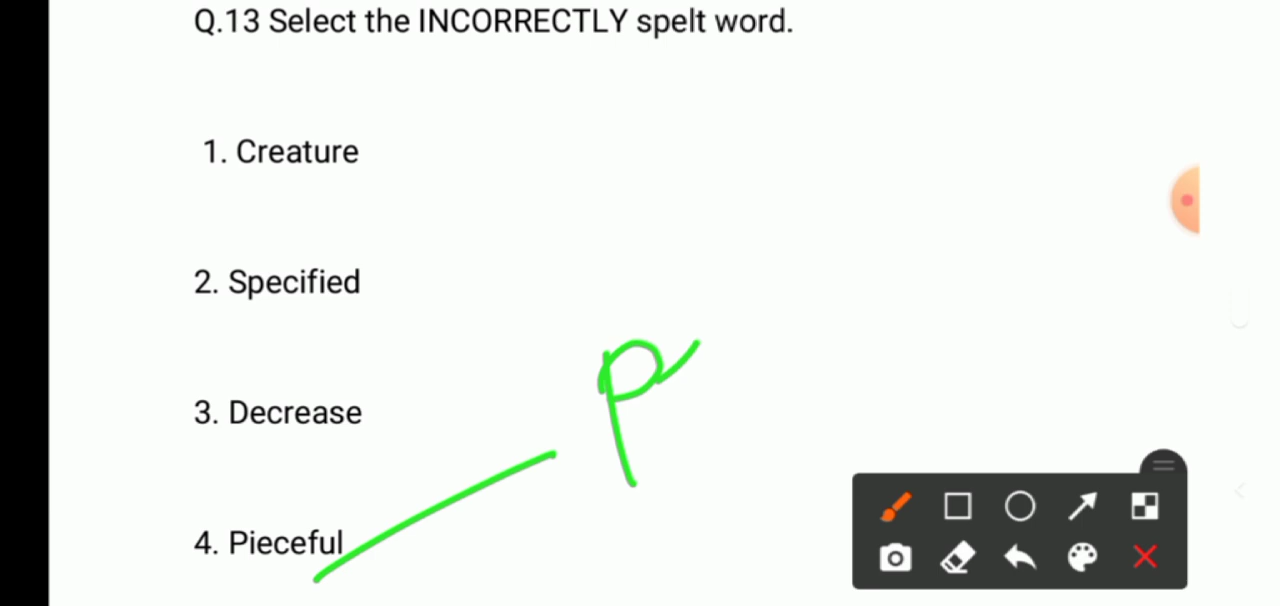 Q.13 Select the INCORRECTLY spelt word.
1. Creature
2. Specified
3. Decrease
P
4. Pieceful